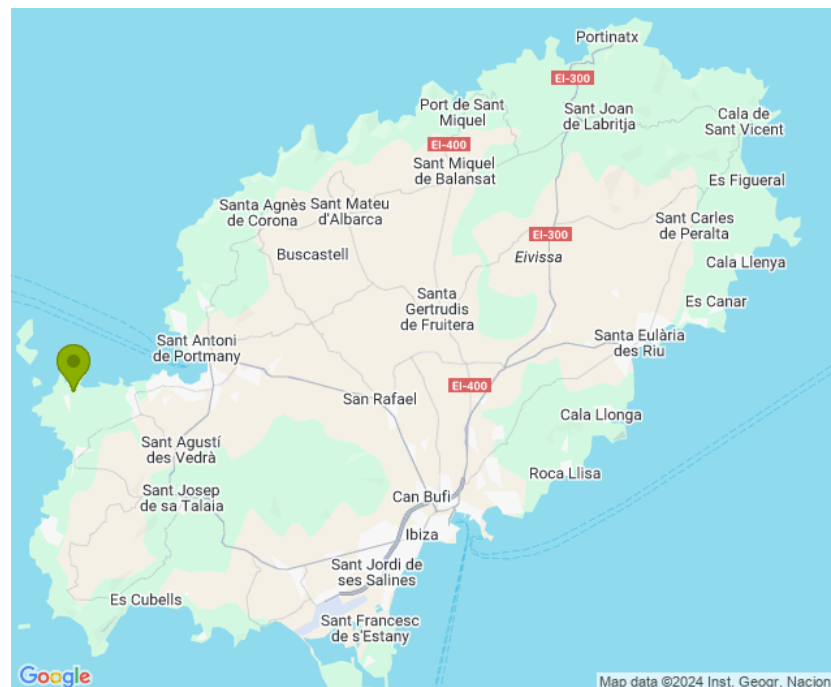 Portinatx
EI-300
Port de Sant
Miquel
Sant Joan
de Labritja
Cala de
Sant Vicent
EI-400
Sant Miquel
de Balansat
Es Figueral
Santa Agnès
de Corona
Sant Mateu
d'Albarca
Sant Carles
de Peralta
EI-300
Buscastell
Eivissa
Cala Llenya
Santa
Gertrudis
de Fruitera
Es Canar
Sant Antoni
de Portmany
Santa Eulària
des Riu
EI-400
San Rafael
Cala Llonga
Sant Agustí
des Vedrà
Roca Llisa
Sant Josep
de sa Talaia
Can Bufi
Ibiza
Sant Jordi de
ses Salines
Es Cubells
Sant Francesc
de s'Estany
Google
Map data ©2024 Inst. Geogr. Nacion